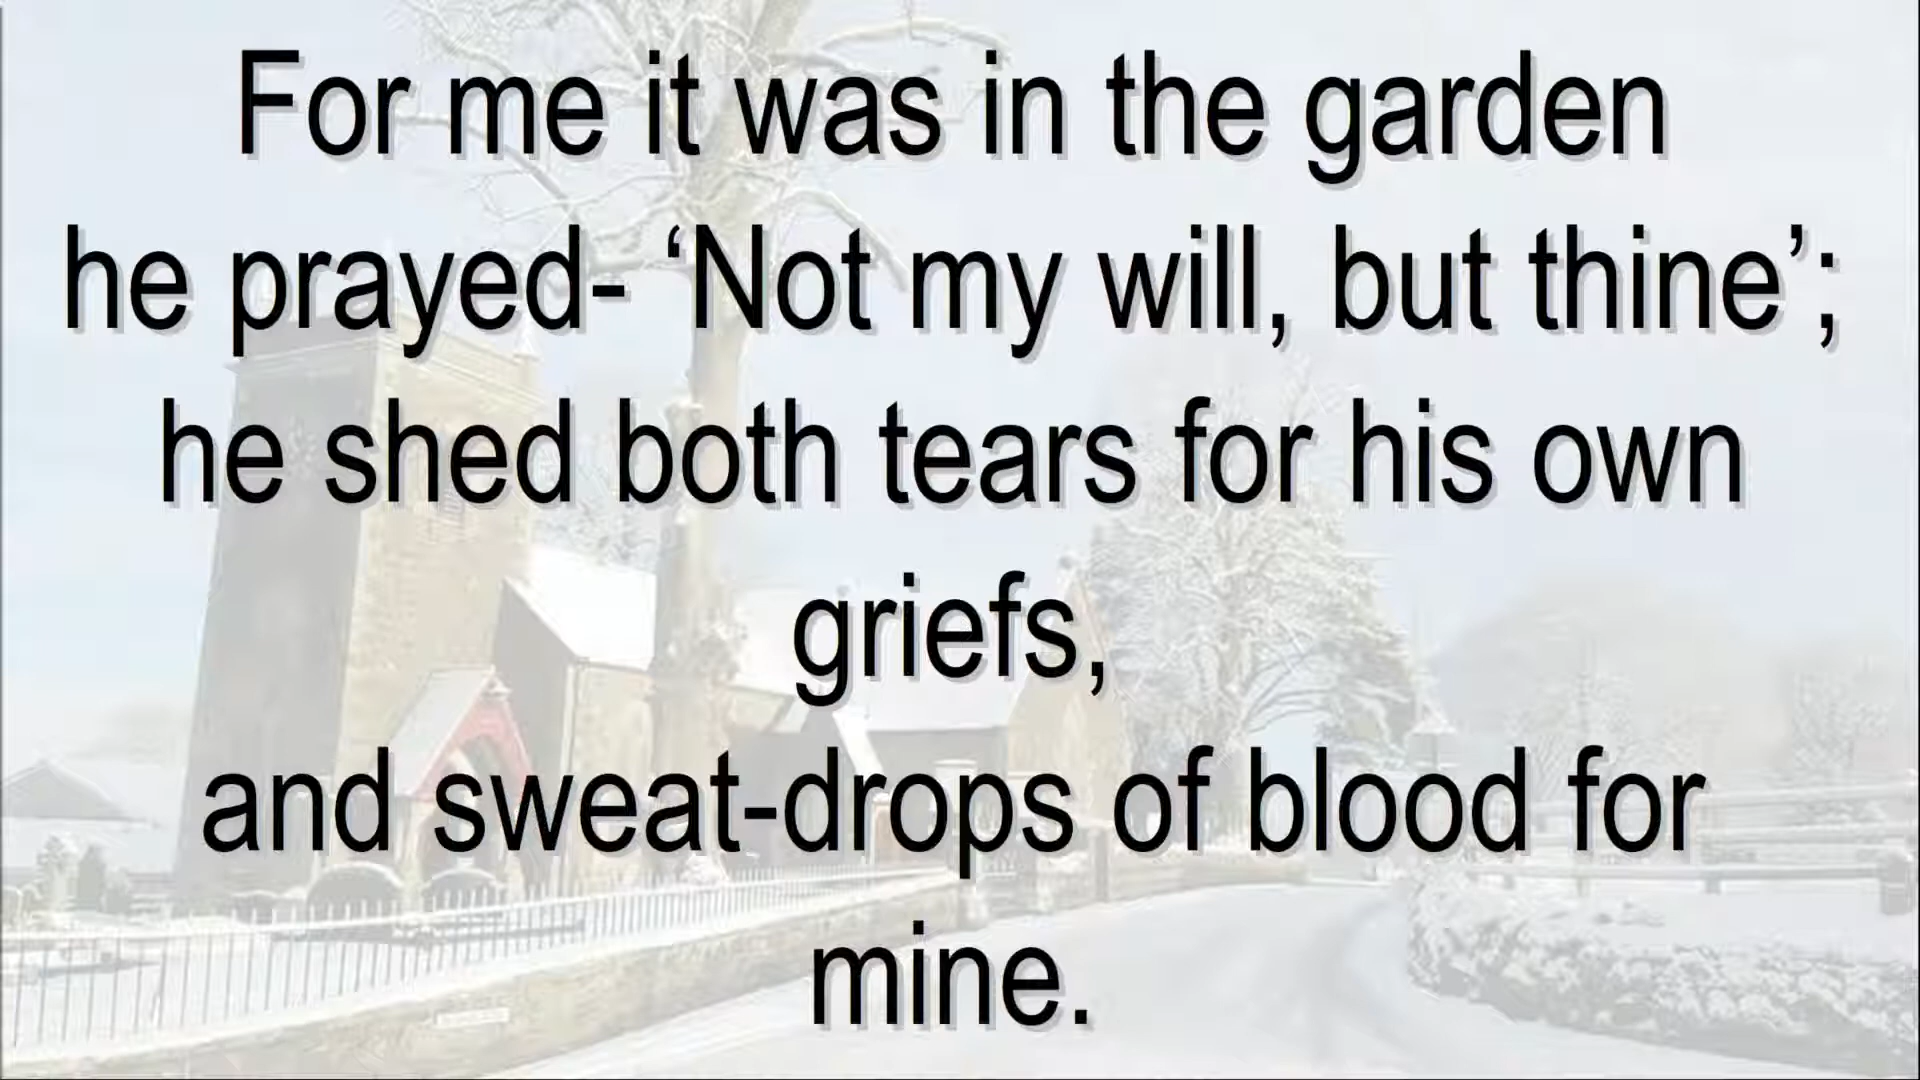 For me it was in the garden
he prayed- ‘Not my will, but thine’;
he shed both tears for his own
griefs,
and sweat-drops of blood for
mine.